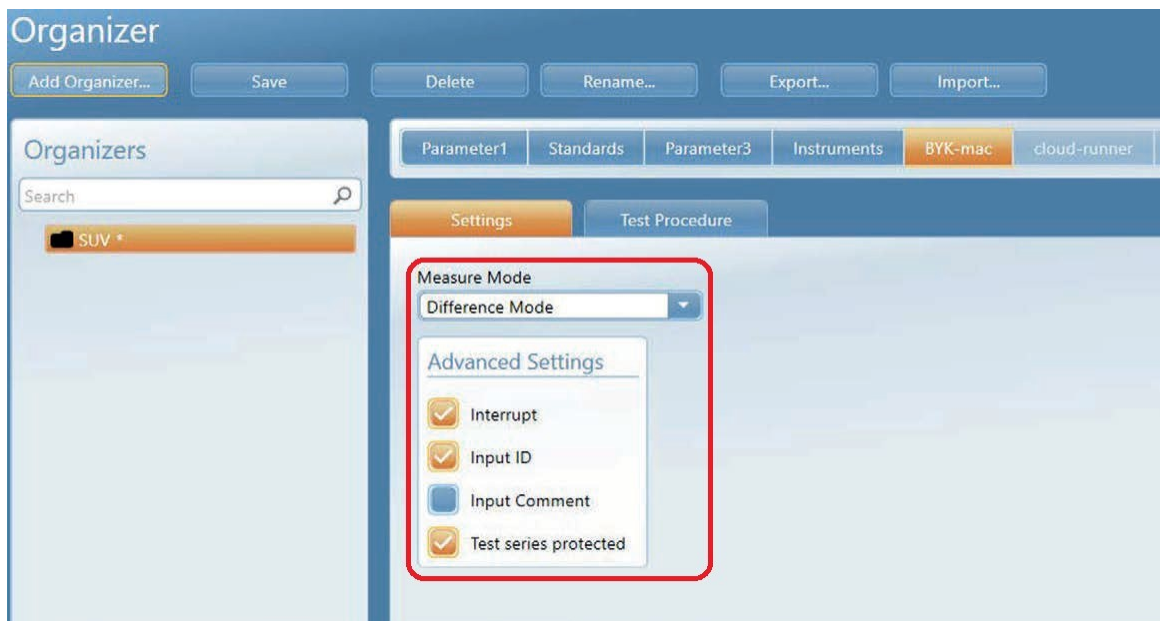 Organizer
Add Organizer... Save Delete Rename... Export... Import...
Organizers
Search
SUV *
Parameter1 Standards Parameter3 Instruments BYK-mac cloud-runner
Settings Test Procedure
Measure Mode
Difference Mode
Advanced Settings
Interrupt
Input ID
Input Comment
Test series protected